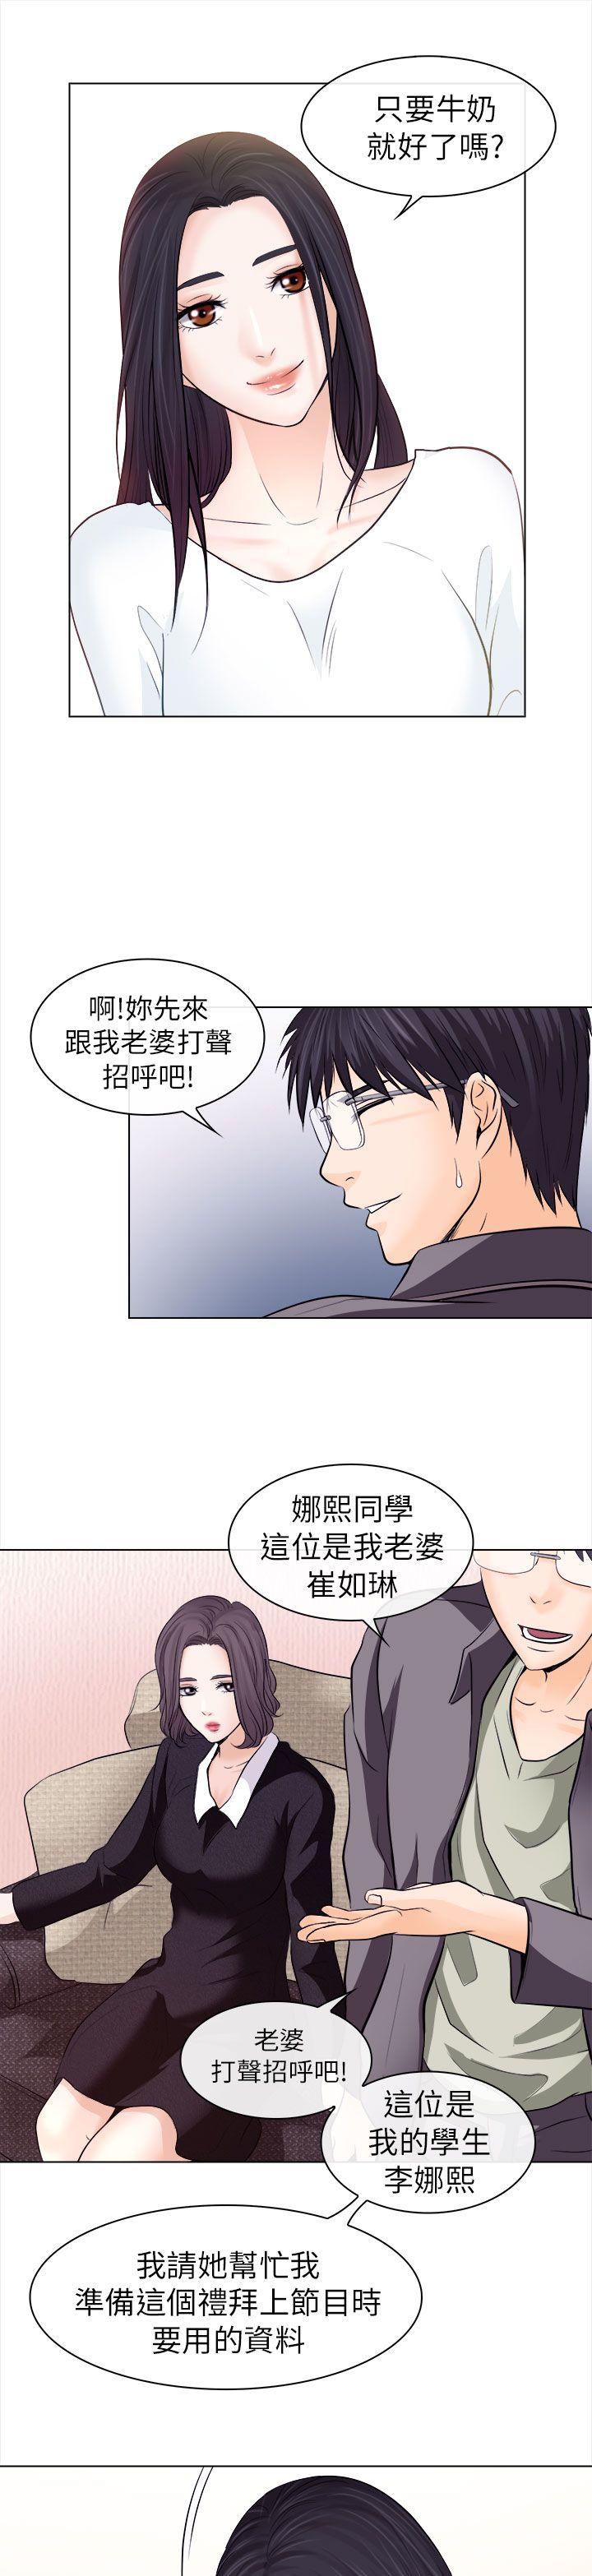 只要牛奶
就好了嗎?
啊!妳先來
跟我老婆打聲
招呼吧!
娜熙同學
這位是我老婆
崔如琳
老婆
打聲招呼吧!
這位是
我的學生
李娜熙
我請她幫忙我
準備這個禮拜上節目時
要用的資料